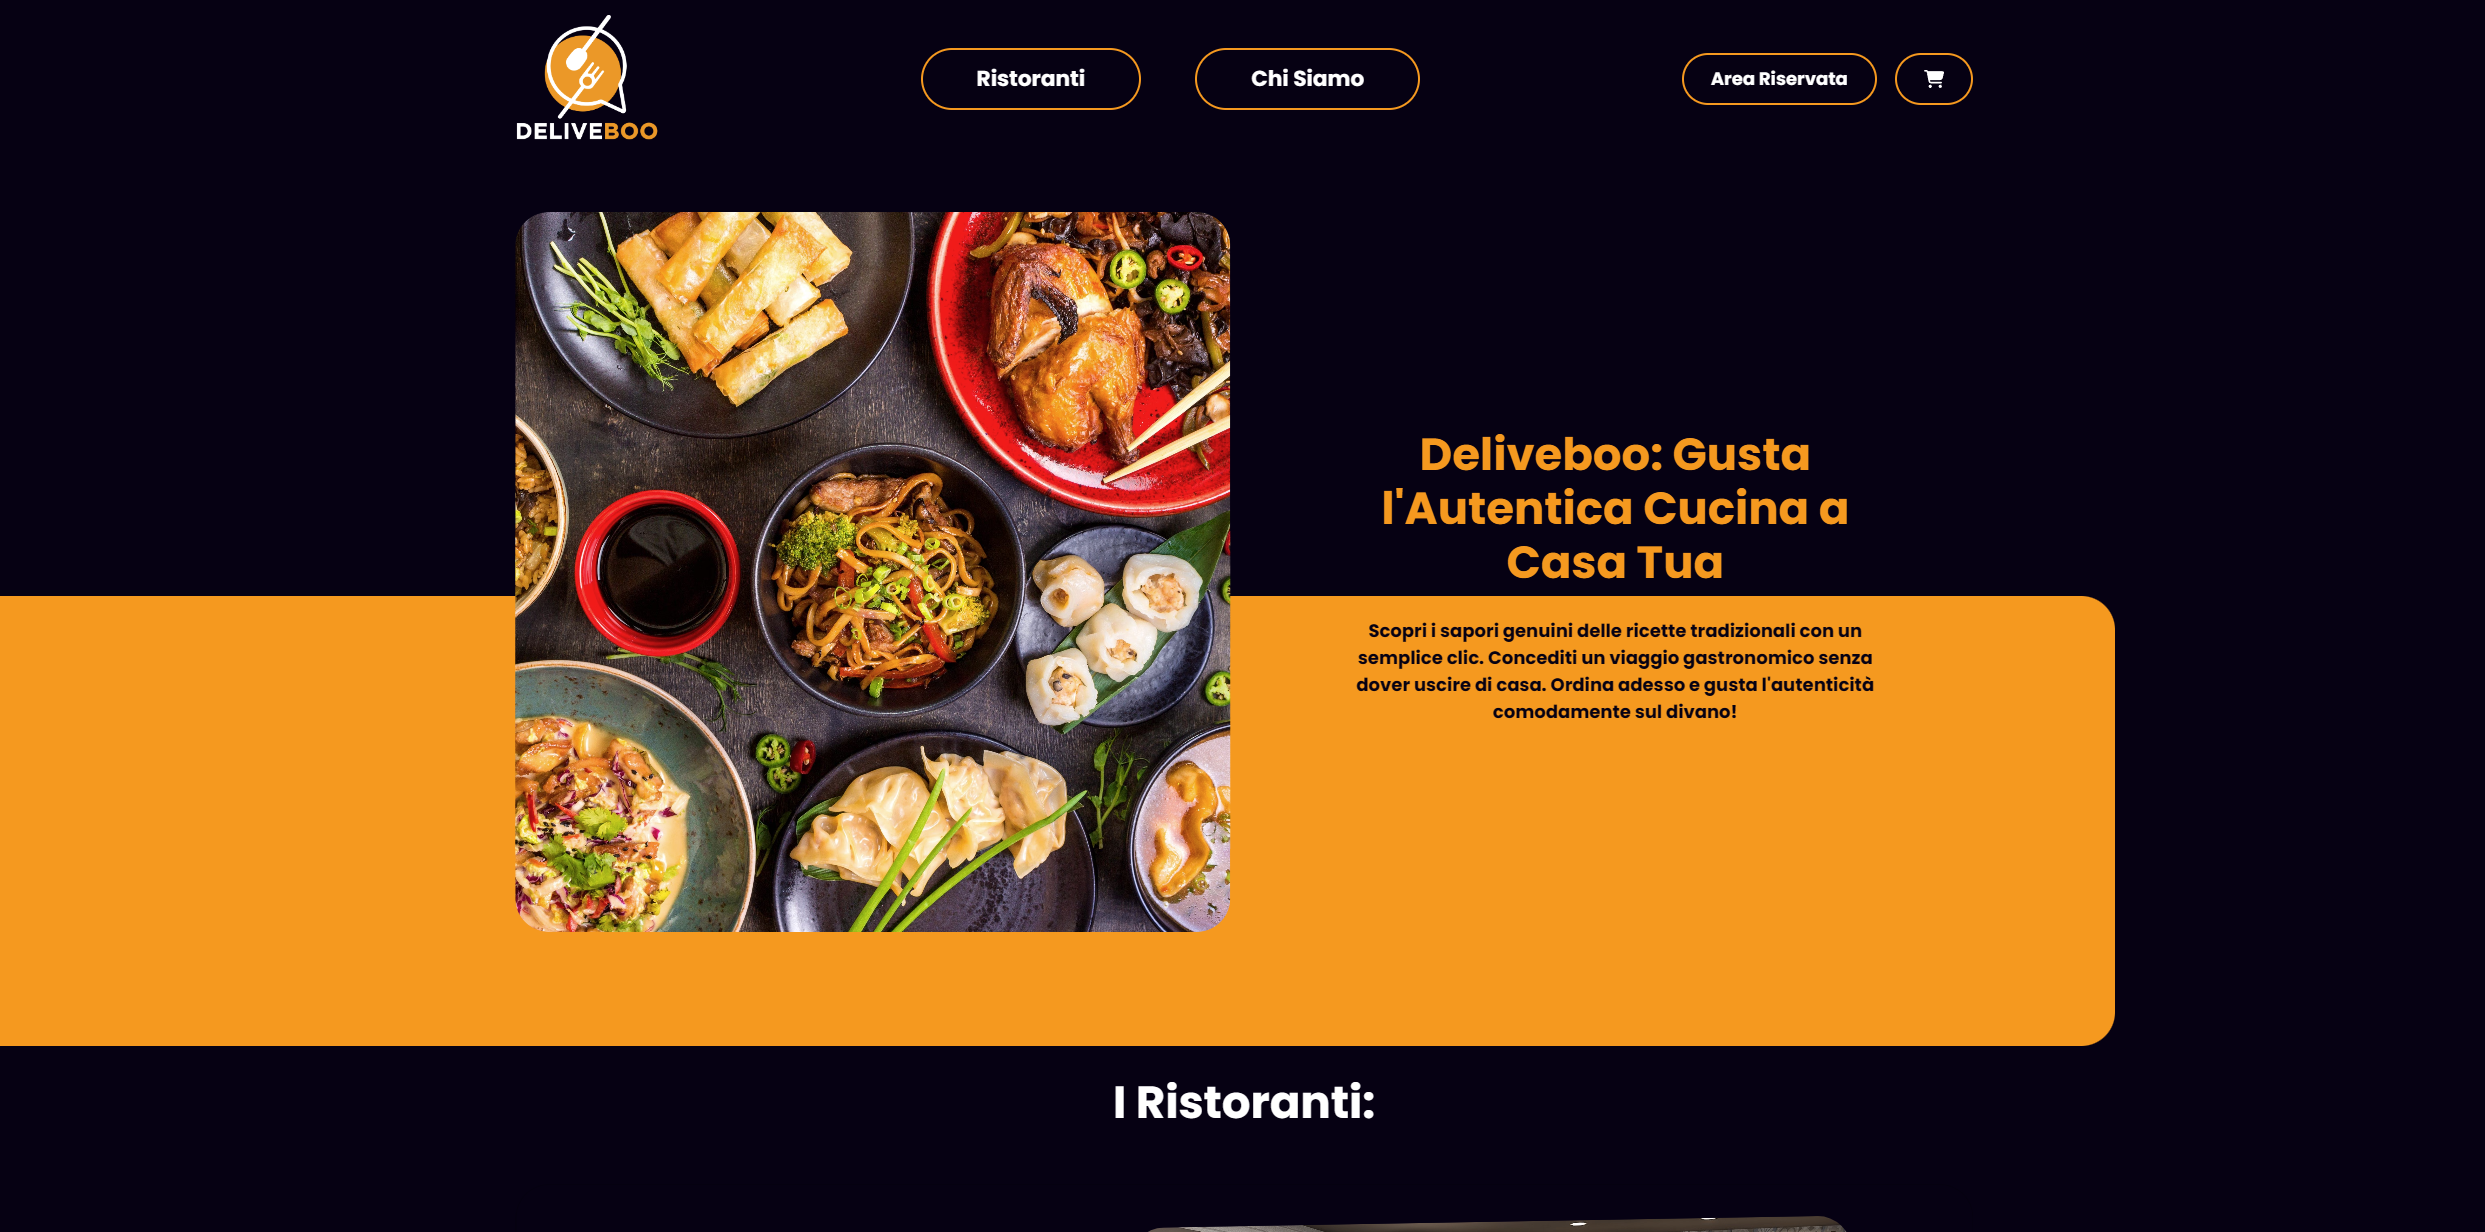 DELIVEBOO
Ristoranti
Chi Siamo
Area Riservata
Deliveboo: Gusta
l'Autentica Cucina a
Casa Tua
Scopri i sapori genuini delle ricette tradizionali con un
semplice clic. Concediti un viaggio gastronomico senza
dover uscire di casa. Ordina adesso e gusta l'autenticità
comodamente sul divano!
I Ristoranti: